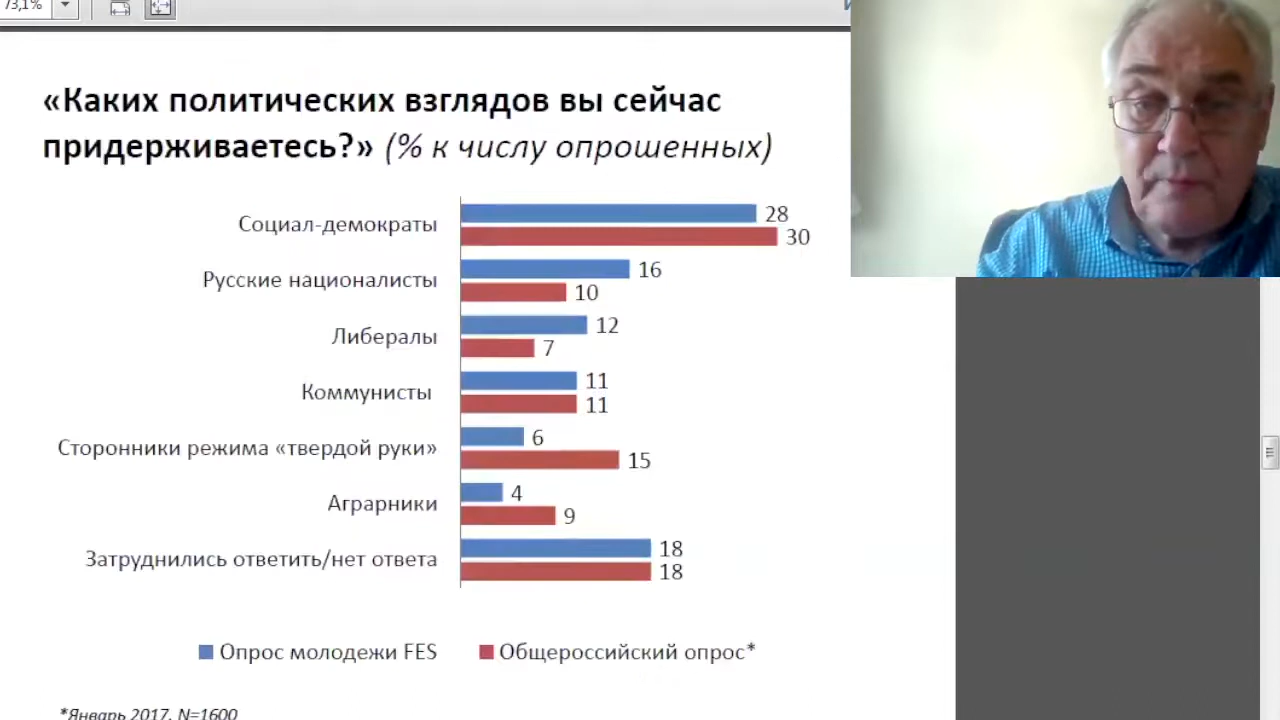 73,1%
«Каких политических взглядов вы сейчас
придерживаетесь?» (% к числу опрошенных)
Социал-демократы 28
30
Русские националисты 16
10
Либералы 12
7
Коммунисты 11
11
Сторонники режима «твердой руки» 6
15
Аграрники 4
9
Затруднились ответить/нет ответа 18
18
Опрос молодежи FES Общероссийский опрос*
*Январь 2017, N=1600